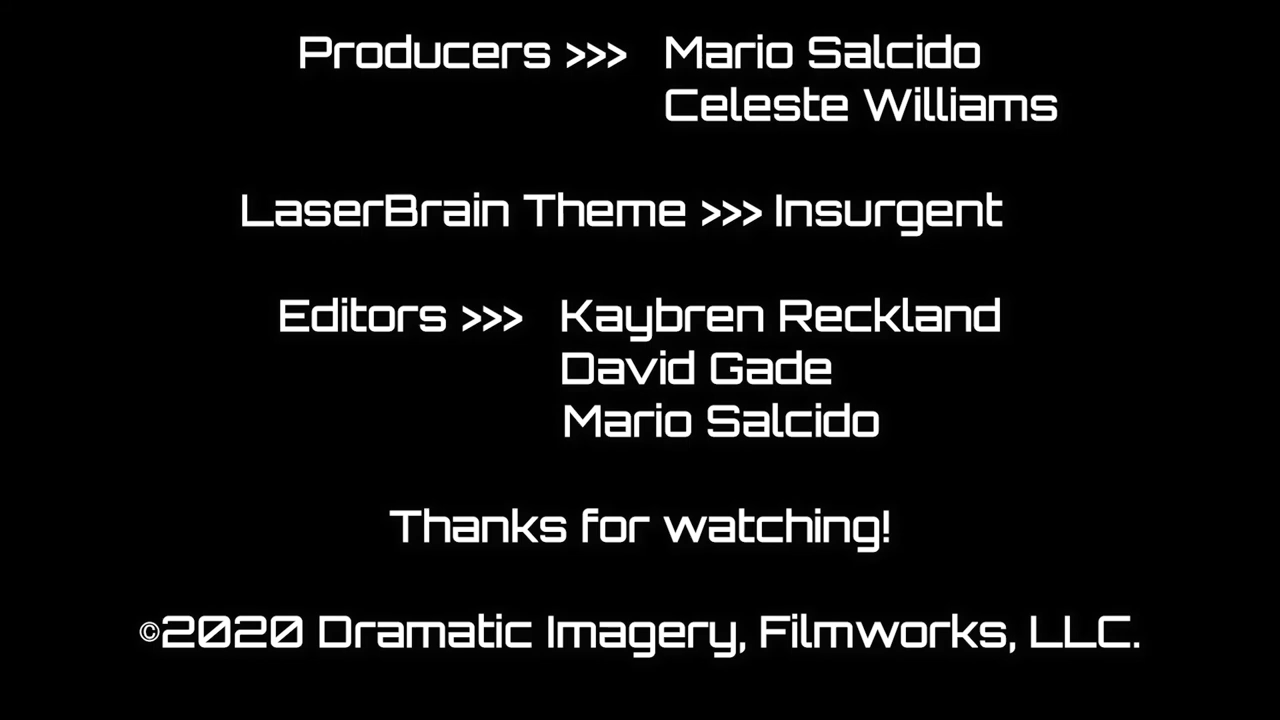 Producers >>> Mario Salcido
Celeste Williams
LaserBrain Theme >>> Insurgent
Editors >>> Kaybren Reckland
David Gade
Mario Salcido
Thanks for watching!
©2020 Dramatic Imagery, Filmworks, LLC.